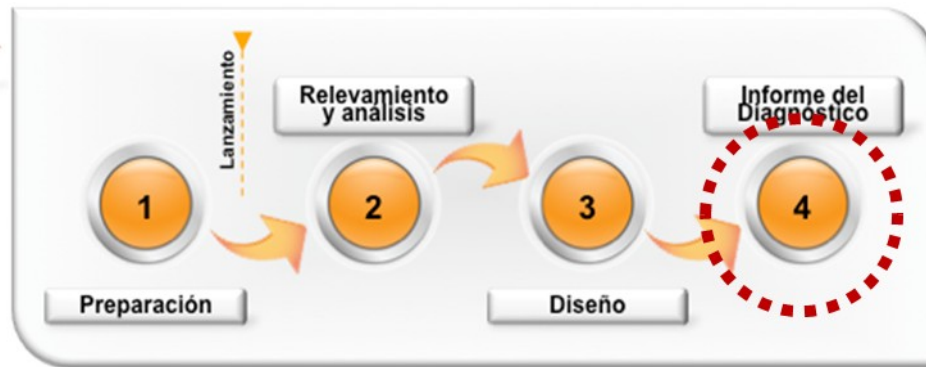 Lanzamiento
Relevamiento
y análisis
Informe del
Diagnóstico
1
2
3
4
Preparación
Diseño